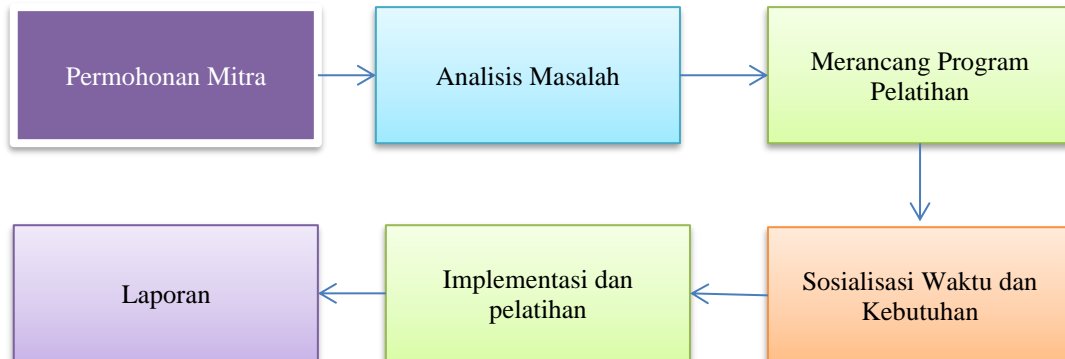 Permohonan Mitra
Analisis Masalah
Merancang Program
Pelatihan
Sosialisasi Waktu dan
Kebutuhan
Implementasi dan
pelatihan
Laporan